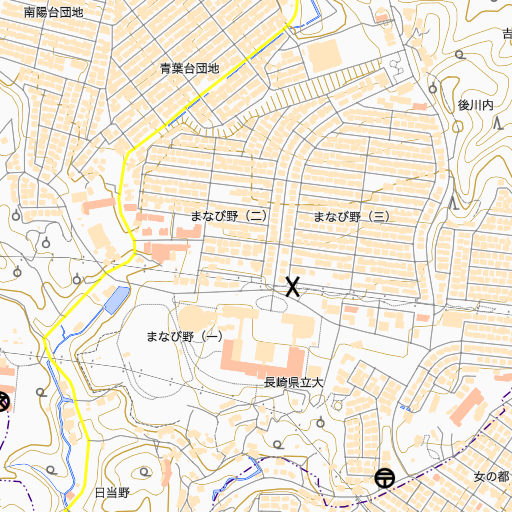 南陽台団地
吉
青葉台団地
後川内
まなび野（二）
まなび野（三）
まなび野（一）
長崎県立大
女の都
日当野